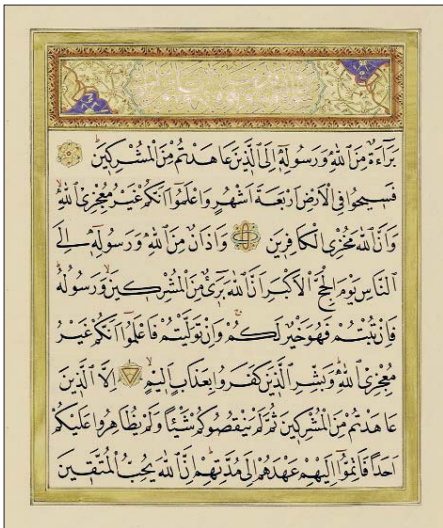 بَرَٓاءَةٌ مِنَ اللّٰهِ وَرَسُولِهٖٓ اِلَى الَّذٖينَ عَاهَدْتُمْ مِنَ الْمُشْرِكٖينَ
فَسٖيحُوا فِي الْاَرْضِ اَرْبَعَةَ اَشْهُرٍ وَاعْلَمُٓوا اَنَّكُمْ غَيْرُ مُعْجِزِي اللّٰهِ
وَاَنَّ اللّٰهَ مُخْزِي الْكَافِرٖينَ وَاَذَانٌ مِنَ اللّٰهِ وَرَسُولِهٖٓ اِلَى
النَّاسِ يَوْمَ الْحَجِّ الْاَكْبَرِ اَنَّ اللّٰهَ بَرٖٓيءٌ مِنَ الْمُشْرِكٖينَ وَرَسُولُهُ
فَاِنْ تُبْتُمْ فَهُوَ خَيْرٌ لَكُمْ وَاِنْ تَوَلَّيْتُمْ فَاعْلَمُٓوا اَنَّكُمْ غَيْرُ
مُعْجِزِي اللّٰهِ وَبَشِّرِ الَّذٖينَ كَفَرُوا بِعَذَابٍ اَلٖيمٍ اِلَّا الَّذٖينَ
عَاهَدْتُمْ مِنَ الْمُشْرِكٖينَ ثُمَّ لَمْ يَنْقُصُوكُمْ شَيْـًٔا وَلَمْ يُظَاهِرُوا عَلَيْكُمْ
اَحَدًا فَاَتِمُّٓوا اِلَيْهِمْ عَهْدَهُمْ اِلٰى مُدَّتِهِمْ اِنَّ اللّٰهَ يُحِبُّ الْمُتَّقٖينَ